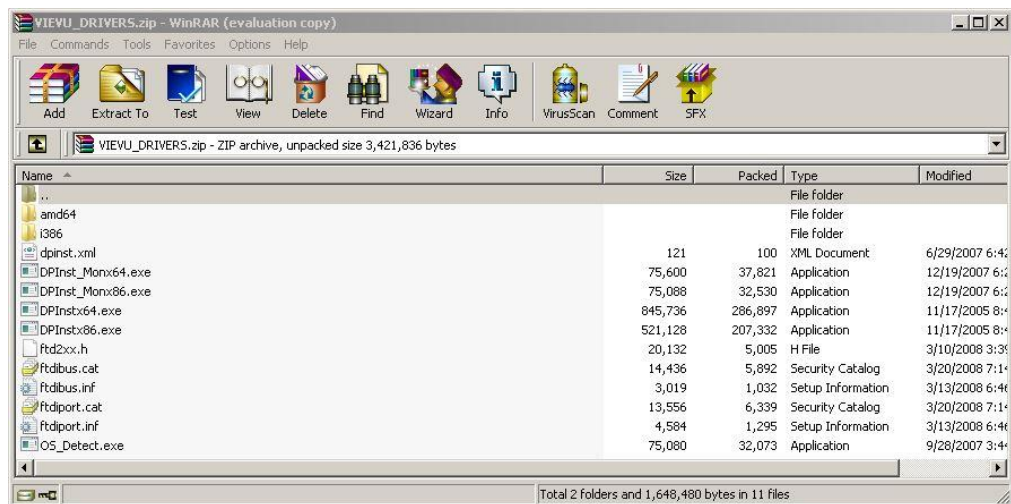 VIEVU_DRIVERS.zip - WinRAR (evaluation copy)
File Commands Tools Favorites Options Help
Add Extract To Test View Delete Find Wizard Info VirusScan Comment SFX
VIEVU_DRIVERS.zip - ZIP archive, unpacked size 3,421,836 bytes
Name Size Packed Type Modified
.. File folder
amd64 File folder
i386 File folder
dpinst.xml 121 100 XML Document 6/29/2007
DPInst_Monx64.exe 75,600 37,821 Application 12/19/2007
DPInst_Monx86.exe 75,088 32,530 Application 12/19/2007
DPInstx64.exe 845,736 286,897 Application 11/17/2005
DPInstx86.exe 521,128 207,332 Application 11/17/2005
ftd2xx.h 20,132 5,005 H File 3/10/2008
ftdibus.cat 14,436 5,892 Security Catalog 3/20/2008
ftdibus.inf 3,019 1,032 Setup Information 3/13/2008
ftdiport.cat 13,556 6,339 Security Catalog 3/20/2008
ftdiport.inf 4,584 1,295 Setup Information 3/13/2008
OS_Detect.exe 75,080 32,073 Application 9/28/2007
Total 2 folders and 1,648,480 bytes in 11 files